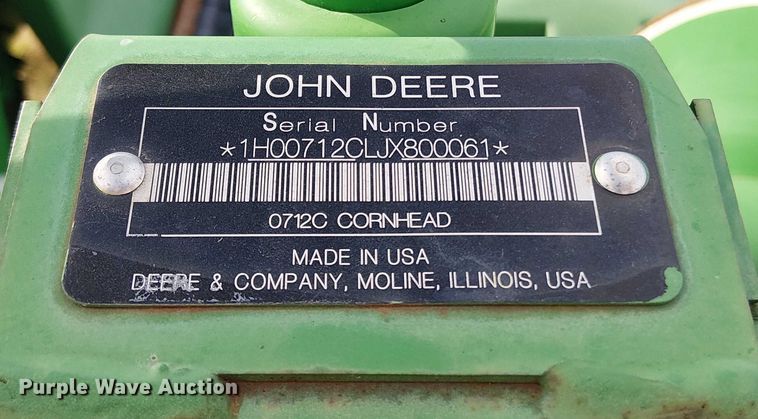 JOHN DEERE
Serial Number
*1H00712CLJX800061*
0712C CORNHEAD
MADE IN USA
DEERE & COMPANY, MOLINE, ILLINOIS, USA
Purple Wave Auction